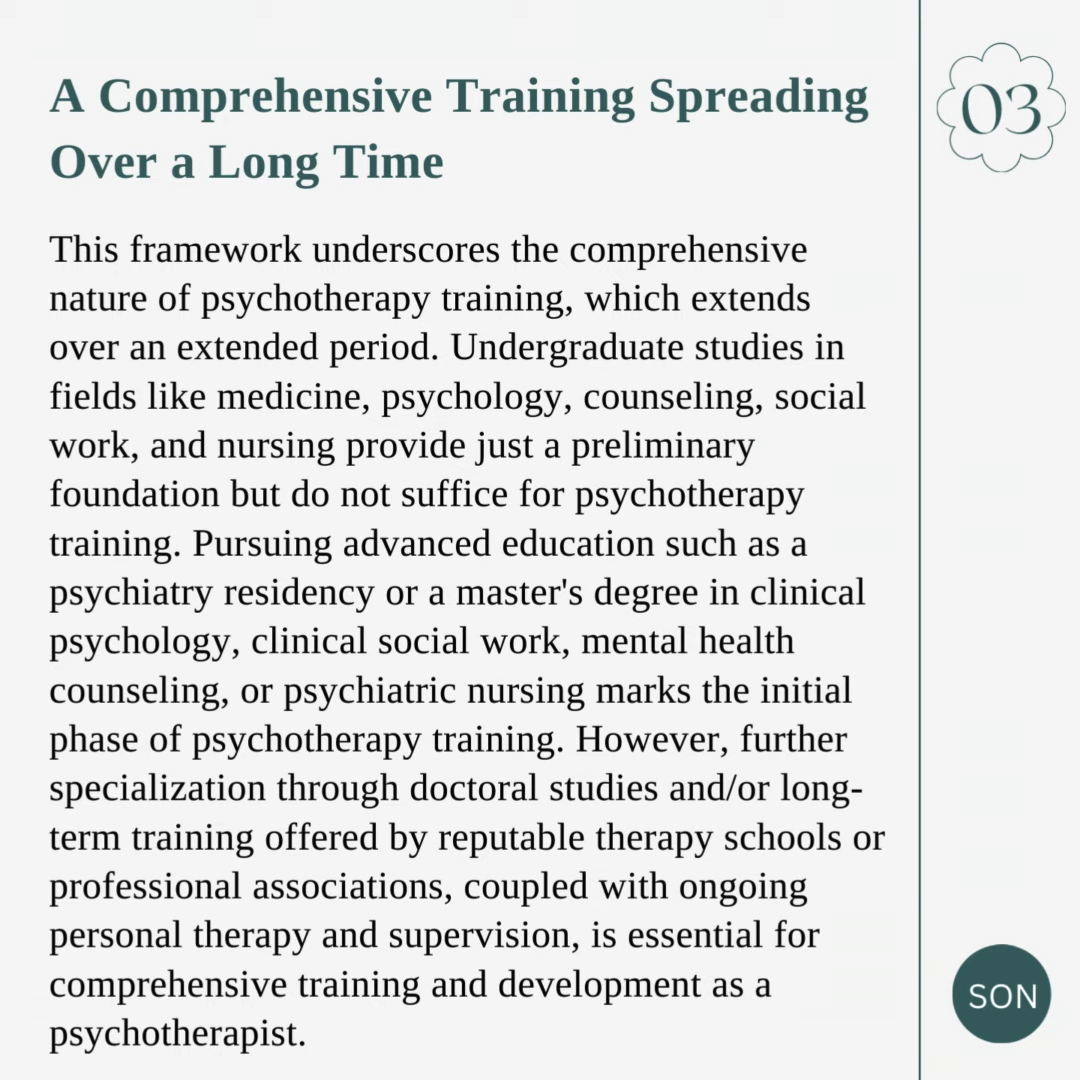 A Comprehensive Training Spreading
Over a Long Time
03
This framework underscores the comprehensive
nature of psychotherapy training, which extends
over an extended period. Undergraduate studies in
fields like medicine, psychology, counseling, social
work, and nursing provide just a preliminary
foundation but do not suffice for psychotherapy
training. Pursuing advanced education such as a
psychiatry residency or a master's degree in clinical
psychology, clinical social work, mental health
counseling, or psychiatric nursing marks the initial
phase of psychotherapy training. However, further
specialization through doctoral studies and/or long-
term training offered by reputable therapy schools or
professional associations, coupled with ongoing
personal therapy and supervision, is essential for
comprehensive training and development as a
psychotherapist.
SON